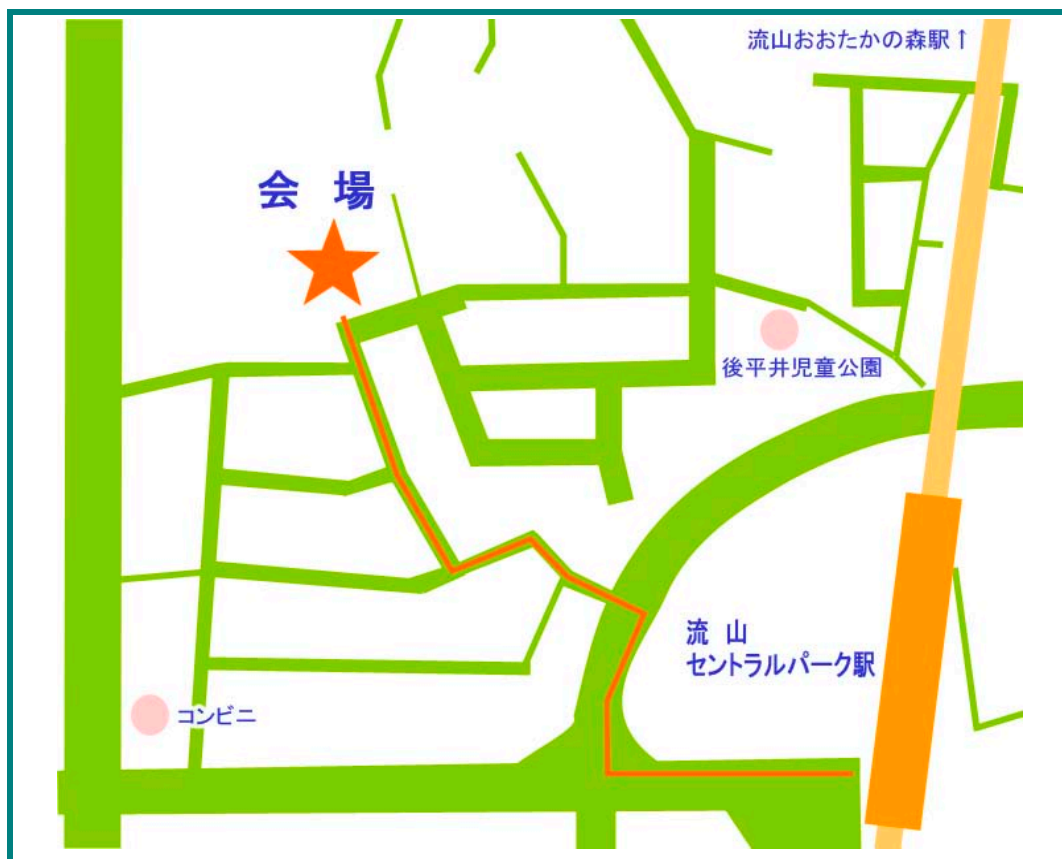 流山おおたかの森駅↑
会 場
後平井児童公園
流 山
セントラルパーク駅
コンビニ